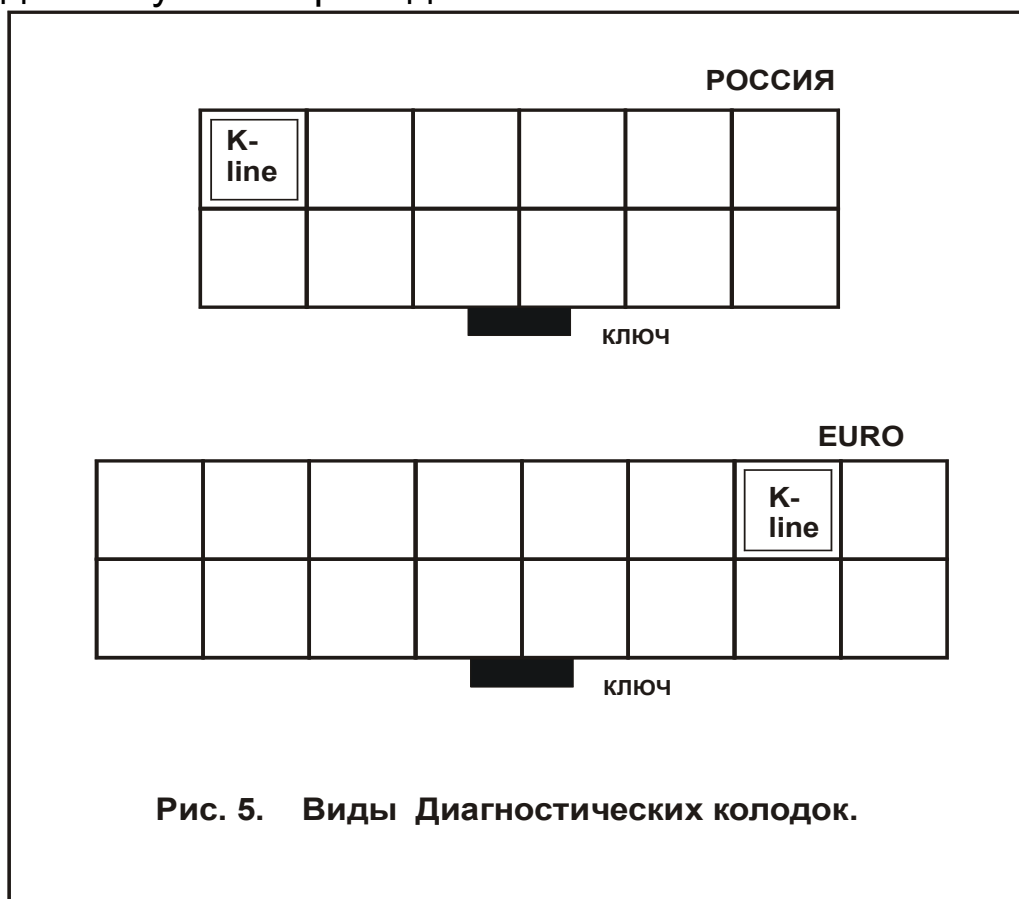 РОССИЯ
K-
line
ключ
EURO
K-
line
ключ
Рис. 5. Виды Диагностических колодок.